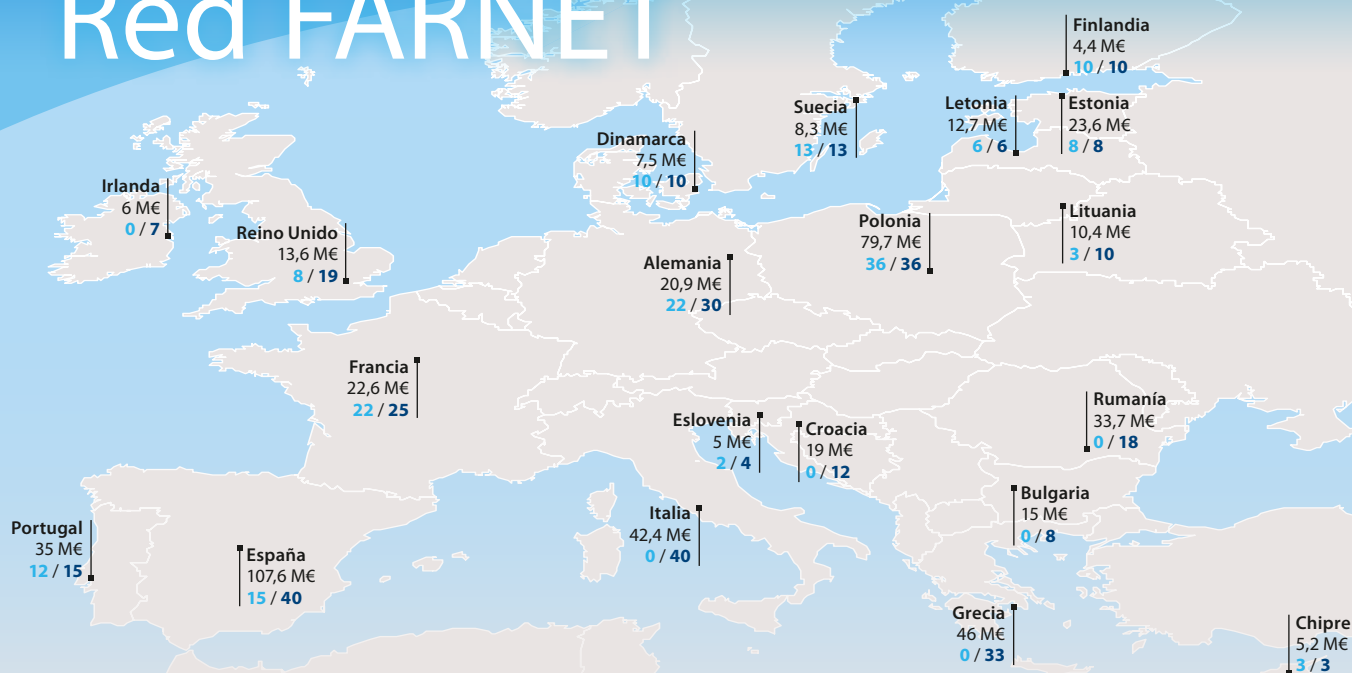 Red FARNET
Finlandia
4,4 M€
10 / 10
Suecia
8,3 M€
13 / 13
Letonia
12,7 M€
6 / 6
Estonia
23,6 M€
8 / 8
Dinamarca
7,5 M€
10 / 10
Irlanda
6 M€
0 / 7
Reino Unido
13,6 M€
8 / 19
Polonia
79,7 M€
36 / 36
Lituania
10,4 M€
3 / 10
Alemania
20,9 M€
22 / 30
Francia
22,6 M€
22 / 25
Eslovenia
5 M€
2 / 4
Croacia
19 M€
0 / 12
Rumanía
33,7 M€
0 / 18
Bulgaria
15 M€
0 / 8
Italia
42,4 M€
0 / 40
Portugal
35 M€
12 / 15
España
107,6 M€
15 / 40
Grecia
46 M€
0 / 33
Chipre
5,2 M€
3 / 3